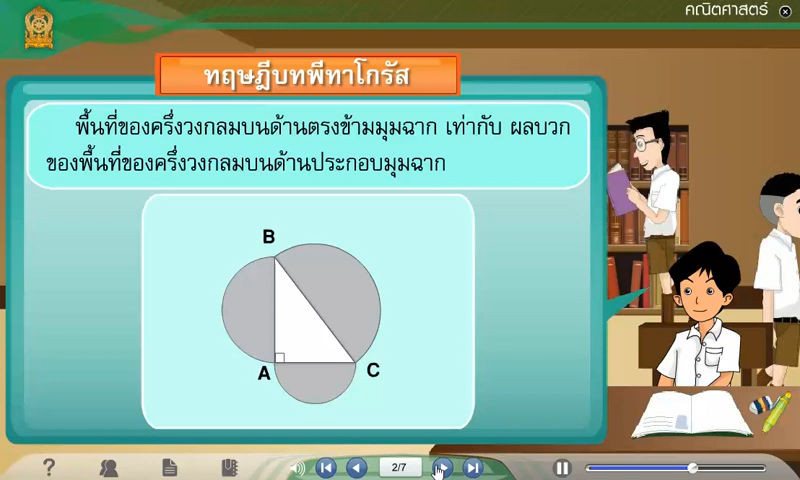 คณิตศาสตร์
ทฤษฎีบทพีทาโกรัส
พื้นที่ของครึ่งวงกลมบนด้านตรงข้ามมุมฉาก เท่ากับ ผลบวก
ของพื้นที่ของครึ่งวงกลมบนด้านประกอบมุมฉาก
B
A
C
2/7